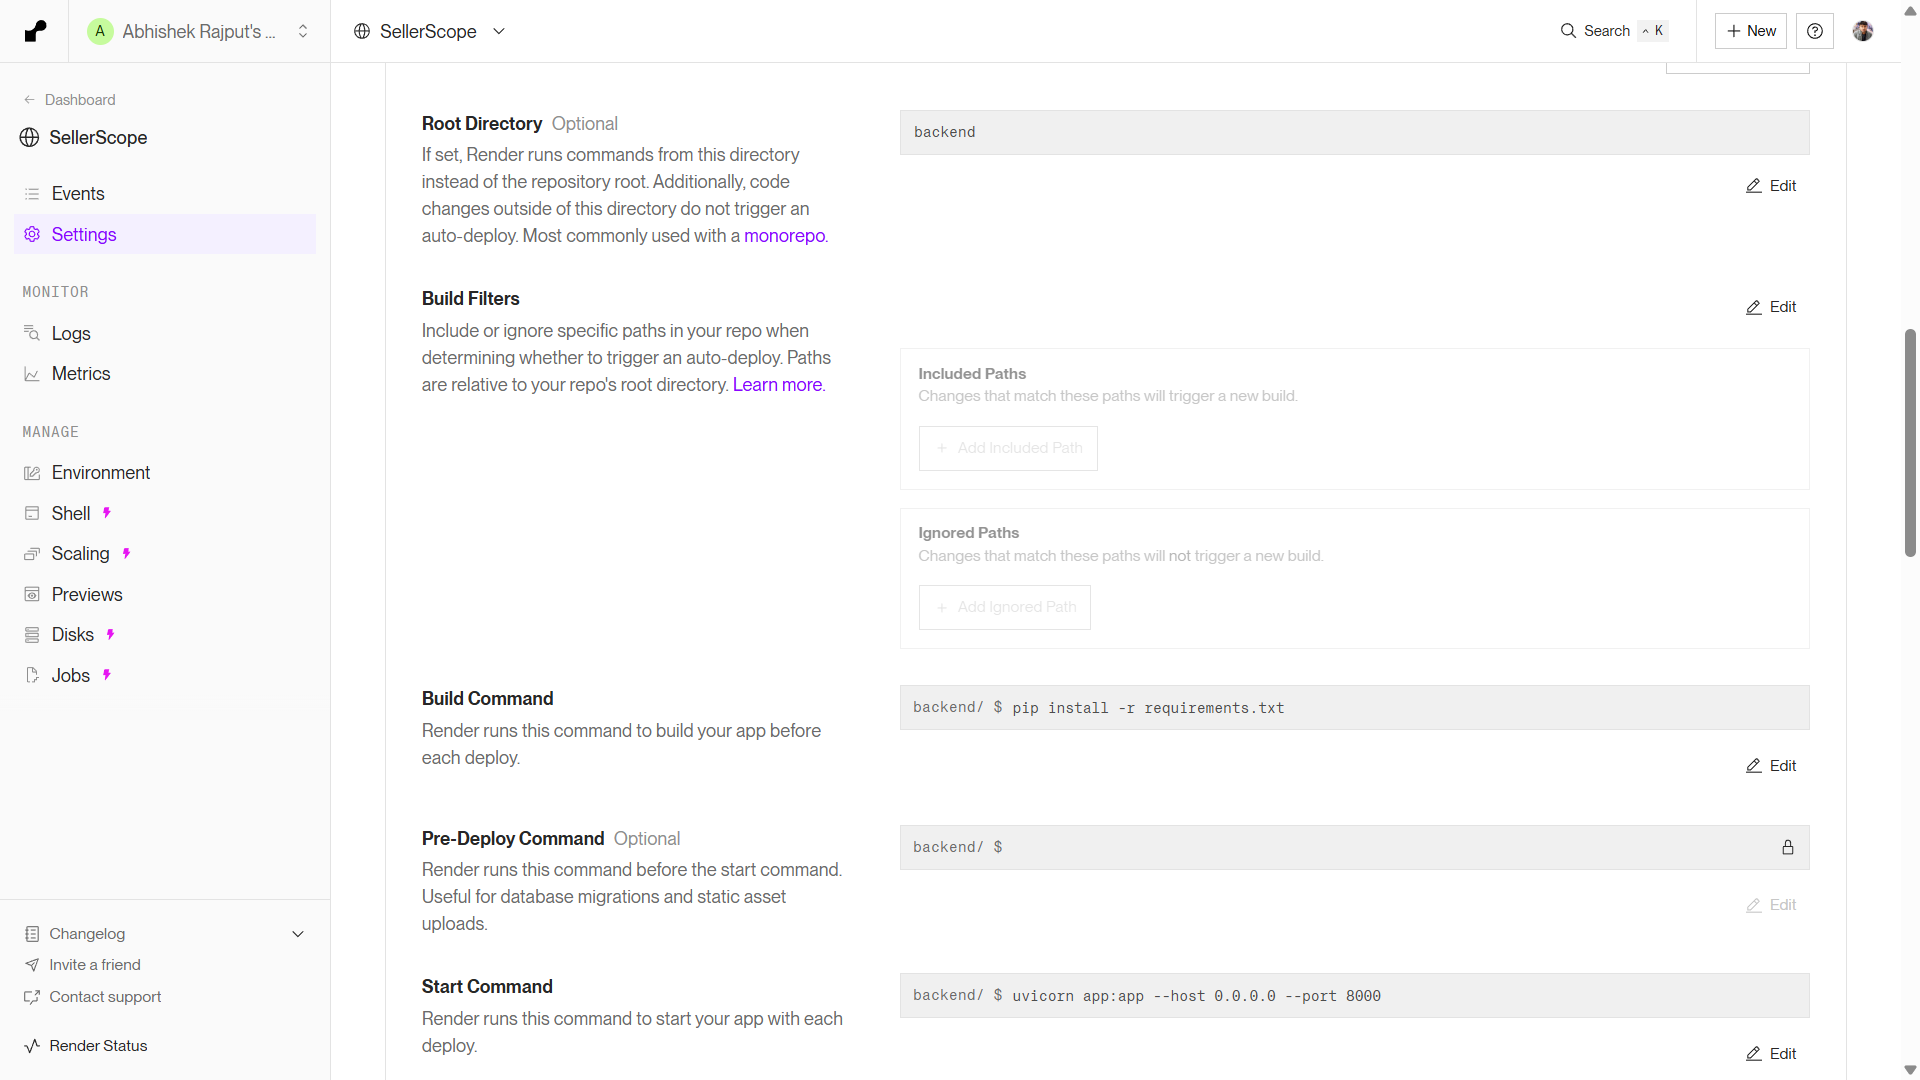 A Abhishek Rajput's ...
SellerScope
Search K
+ New
Dashboard
SellerScope
Events
Settings
MONITOR
Logs
Metrics
MANAGE
Environment
Shell
Scaling
Previews
Disks
Jobs
Changelog
Invite a friend
Contact support
Render Status
Root Directory Optional
If set, Render runs commands from this directory
instead of the repository root. Additionally, code
changes outside of this directory do not trigger an
auto-deploy. Most commonly used with a monorepo.
backend
Edit
Build Filters
Include or ignore specific paths in your repo when
determining whether to trigger an auto-deploy. Paths
are relative to your repo's root directory. Learn more.
Edit
Included Paths
Changes that match these paths will trigger a new build.
+ Add Included Path
Ignored Paths
Changes that match these paths will not trigger a new build.
+ Add Ignored Path
Build Command
Render runs this command to build your app before
each deploy.
backend/ $ pip install -r requirements.txt
Edit
Pre-Deploy Command Optional
Render runs this command before the start command.
Useful for database migrations and static asset
uploads.
backend/ $
Edit
Start Command
Render runs this command to start your app with each
deploy.
backend/ $ uvicorn app:app --host 0.0.0.0 --port 8000
Edit